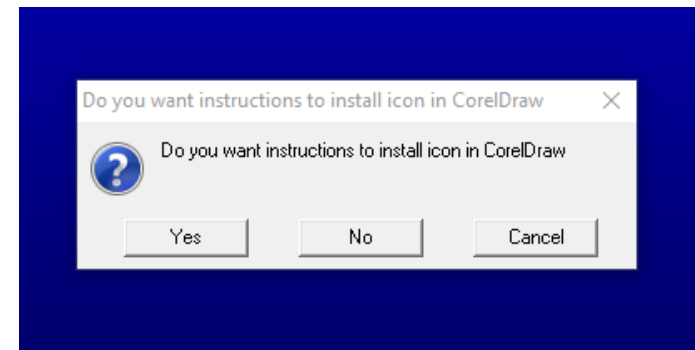 Do you want instructions to install icon in CorelDraw
Do you want instructions to install icon in CorelDraw
Yes
No
Cancel